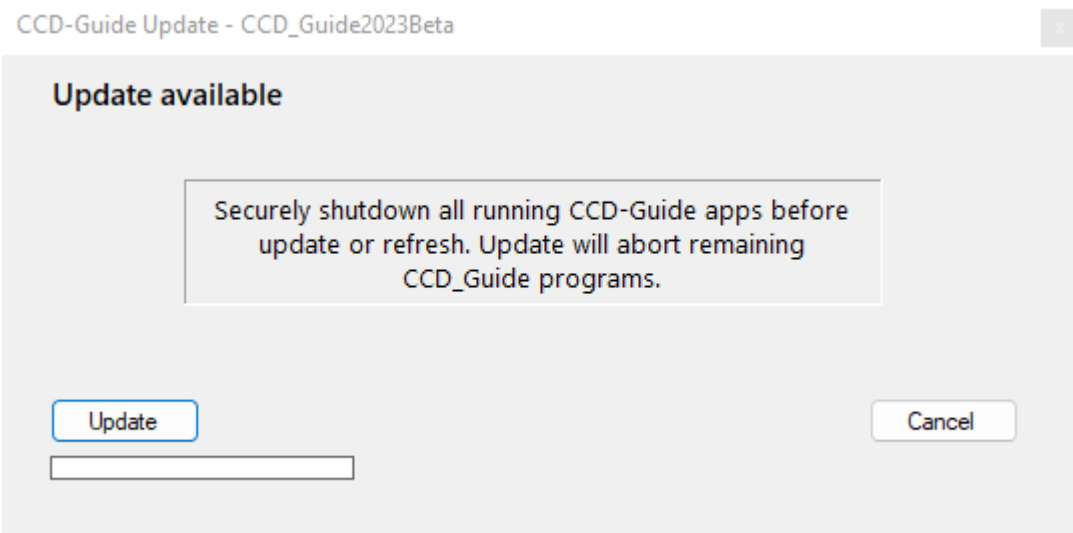 CCD-Guide Update - CCD_Guide2023Beta
x
Update available
Securely shutdown all running CCD-Guide apps before
update or refresh. Update will abort remaining
CCD_Guide programs.
Update
Cancel